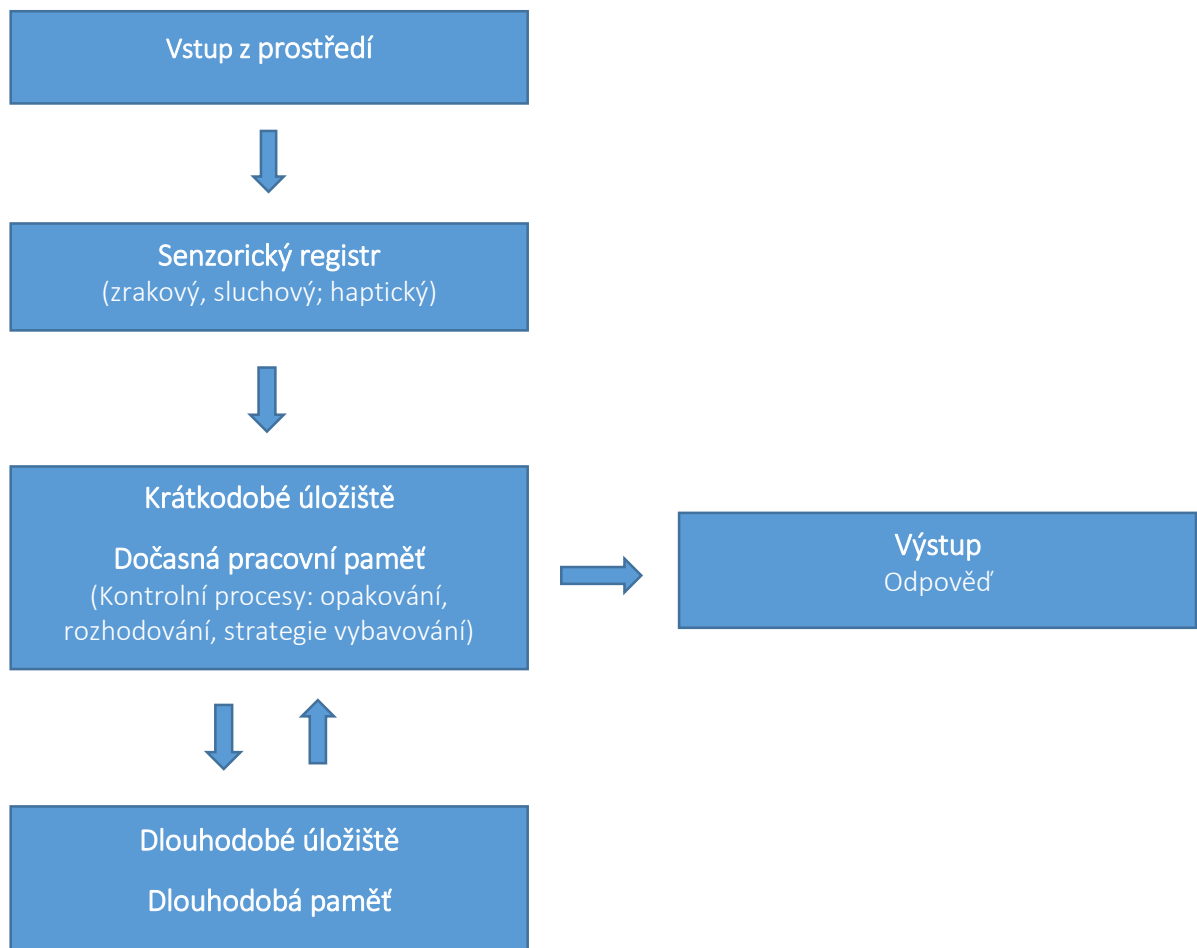 Vstup z prostředí
Senzorický registr
(zrakový, sluchový; haptický)
Krátkodobé úložiště
Dočasná pracovní paměť
(Kontrolní procesy: opakování,
rozhodování, strategie vybavování)
Výstup
Odpověď
Dlouhodobé úložiště
Dlouhodobá paměť